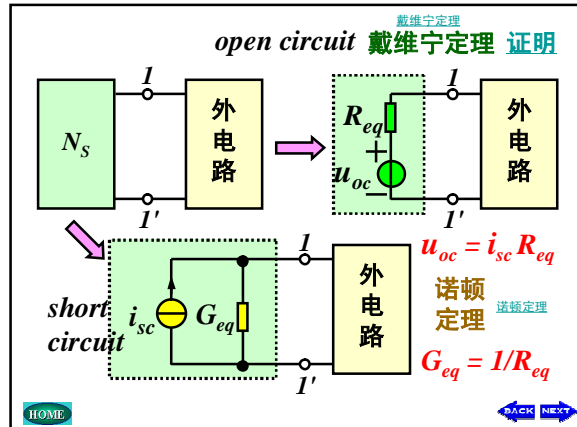 戴维宁定理
open circuit 戴维宁定理 证明
1
N_S
外电路
1'
1
R_eq
+
u_oc
−
外电路
1'
1
u_oc = i_sc R_eq
short circuit
i_sc
G_eq
外电路
诺顿定理
诺顿定理
1'
G_eq = 1/R_eq
HOME
BACK NEXT